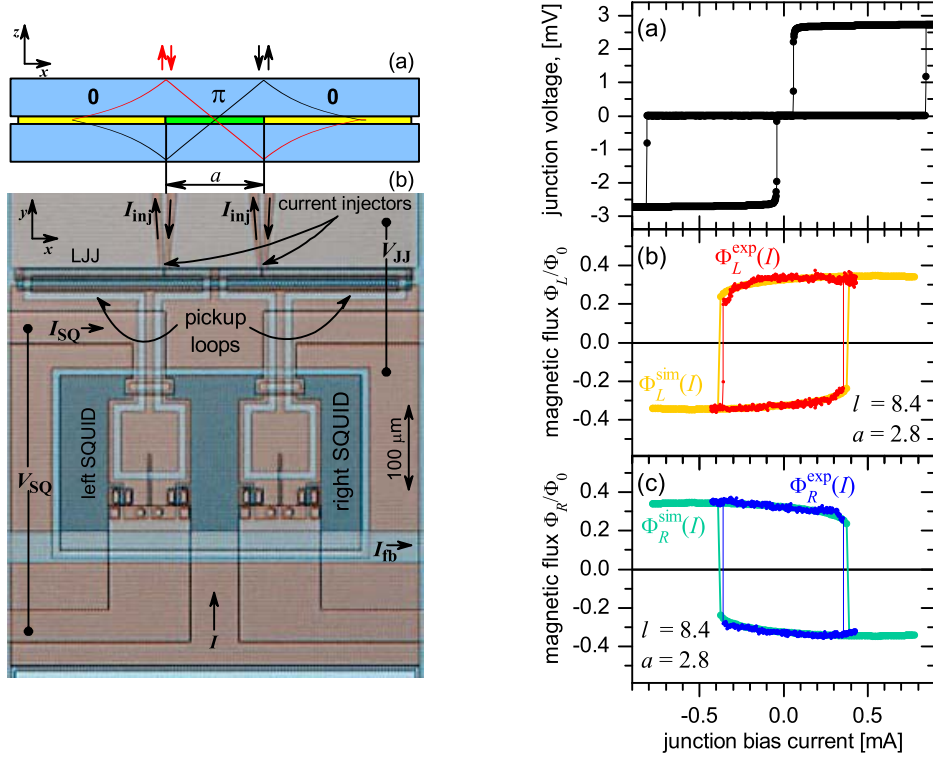 z
x
(a)
0 π 0
a
(b)
y
x
I_inj I_inj
current injectors
LJJ
V_JJ
pickup
loops
I_SQ
left SQUID
right SQUID
100 μm
V_SQ
I_fb
I
(a)
junction voltage, [mV]
3
2
1
0
-1
-2
-3
(b)
magnetic flux Φ_L/Φ_0
0.4
0.2
0.0
-0.2
-0.4
Φ_L^exp(I)
Φ_L^sim(I)
l = 8.4
a = 2.8
(c)
magnetic flux Φ_R/Φ_0
0.4
0.2
0.0
-0.2
-0.4
Φ_R^exp(I)
Φ_R^sim(I)
l = 8.4
a = 2.8
-0.5 0.0 0.5
junction bias current [mA]